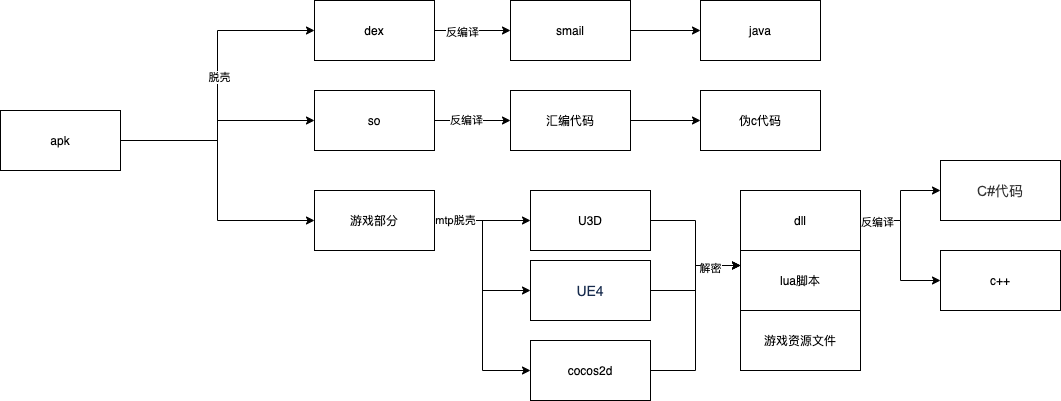 dex
反编译
smail
java
脱壳
apk
so
反编译
汇编代码
伪c代码
游戏部分
mtp脱壳
U3D
UE4
cocos2d
解密
dll
lua脚本
游戏资源文件
反编译
C#代码
c++